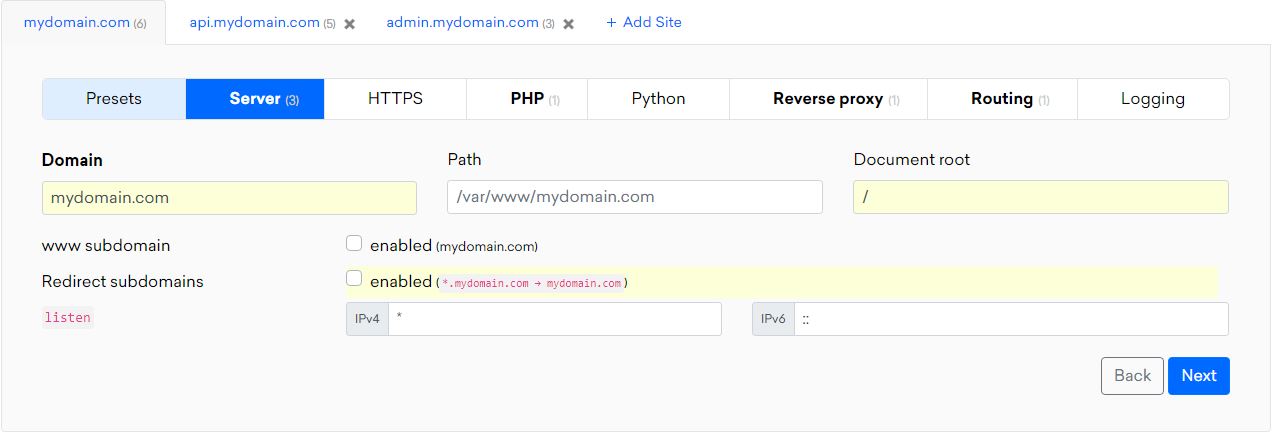 mydomain.com (6) api.mydomain.com (5) × admin.mydomain.com (3) × + Add Site
Presets Server (3) HTTPS PHP (1) Python Reverse proxy (1) Routing (1) Logging
Domain Path Document root
mydomain.com /var/www/mydomain.com /
www subdomain enabled (mydomain.com)
Redirect subdomains enabled (*.mydomain.com → mydomain.com)
listen IPv4 * IPv6 ::
Back Next